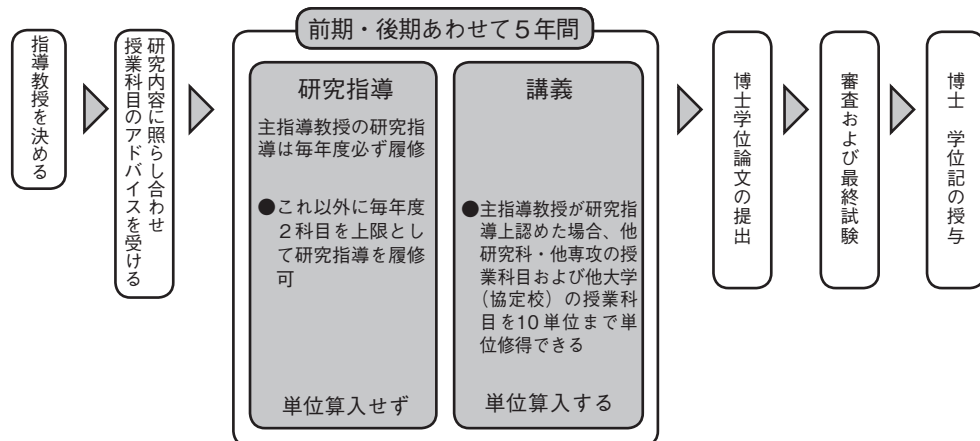 指導教授を決める
研究内容に照らし合わせ
授業科目のアドバイスを受ける
前期・後期あわせて5年間
研究指導
主指導教授の研究指
導は毎年度必ず履修
●これ以外に毎年度
2科目を上限とし
て研究指導を履修
可
単位算入せず
講義
●主指導教授が研究指
導上認めた場合、他
研究科・他専攻の授
業科目および他大学
（協定校）の授業科
目を10単位まで単
位修得できる
単位算入する
博士学位論文の提出
審査および最終試験
博士　学位記の授与